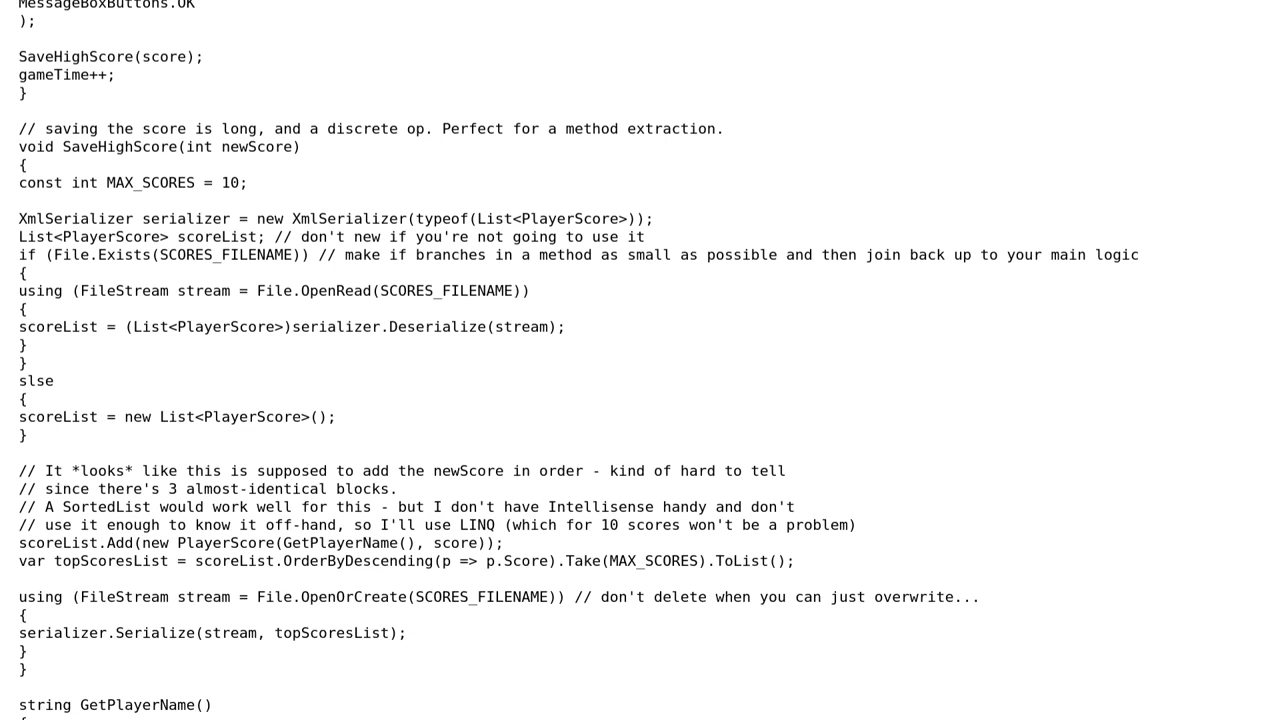 MessageBoxButtons.OK
);
SaveHighScore(score);
gameTime++;
}
// saving the score is long, and a discrete op. Perfect for a method extraction.
void SaveHighScore(int newScore)
{
const int MAX_SCORES = 10;
XmlSerializer serializer = new XmlSerializer(typeof(List<PlayerScore>));
List<PlayerScore> scoreList; // don't new if you're not going to use it
if (File.Exists(SCORES_FILENAME)) // make if branches in a method as small as possible and then join back up to your main logic
{
using (FileStream stream = File.OpenRead(SCORES_FILENAME))
{
scoreList = (List<PlayerScore>)serializer.Deserialize(stream);
}
}
slse
{
scoreList = new List<PlayerScore>();
}
// It *looks* like this is supposed to add the newScore in order - kind of hard to tell
// since there's 3 almost-identical blocks.
// A SortedList would work well for this - but I don't have Intellisense handy and don't
// use it enough to know it off-hand, so I'll use LINQ (which for 10 scores won't be a problem)
scoreList.Add(new PlayerScore(GetPlayerName(), score));
var topScoresList = scoreList.OrderByDescending(p => p.Score).Take(MAX_SCORES).ToList();
using (FileStream stream = File.OpenOrCreate(SCORES_FILENAME)) // don't delete when you can just overwrite...
{
serializer.Serialize(stream, topScoresList);
}
}
string GetPlayerName()
{